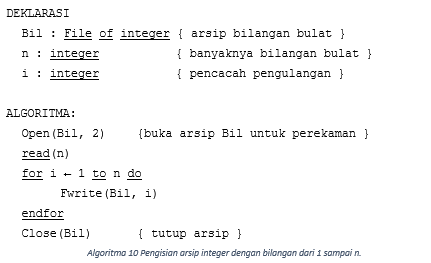 DEKLARASI
Bil : File of integer { arsip bilangan bulat }
n : integer { banyaknya bilangan bulat }
i : integer { pencacah pengulangan }
ALGORITMA:
Open(Bil, 2) {buka arsip Bil untuk perekaman }
read(n)
for i ← 1 to n do
Fwrite(Bil, i)
endfor
Close(Bil) { tutup arsip }
Algoritma 10 Pengisian arsip integer dengan bilangan dari 1 sampai n.